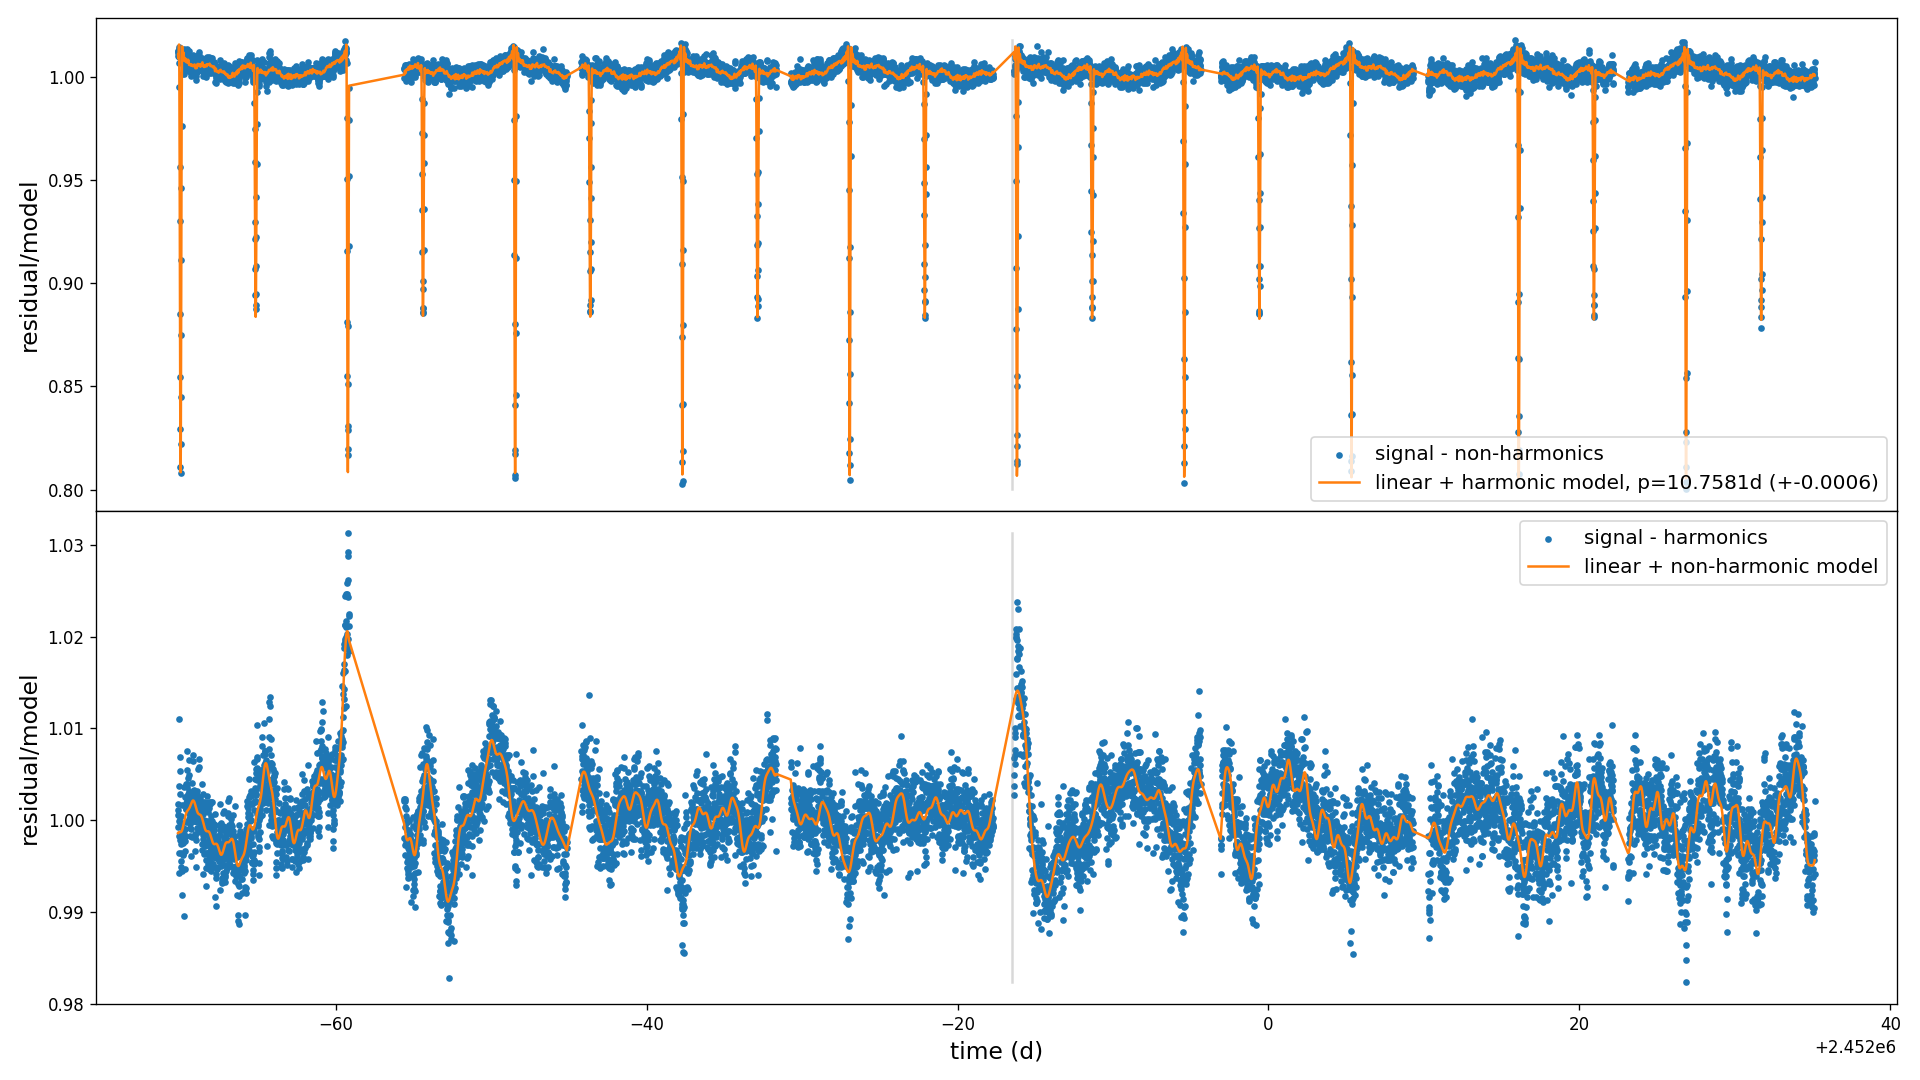 residual/model
1.00
0.95
0.90
0.85
0.80
signal - non-harmonics
linear + harmonic model, p=10.7581d (+-0.0006)
residual/model
1.03
1.02
1.01
1.00
0.99
0.98
signal - harmonics
linear + non-harmonic model
−60 −40 −20 0 20 40
time (d)
+2.452e6